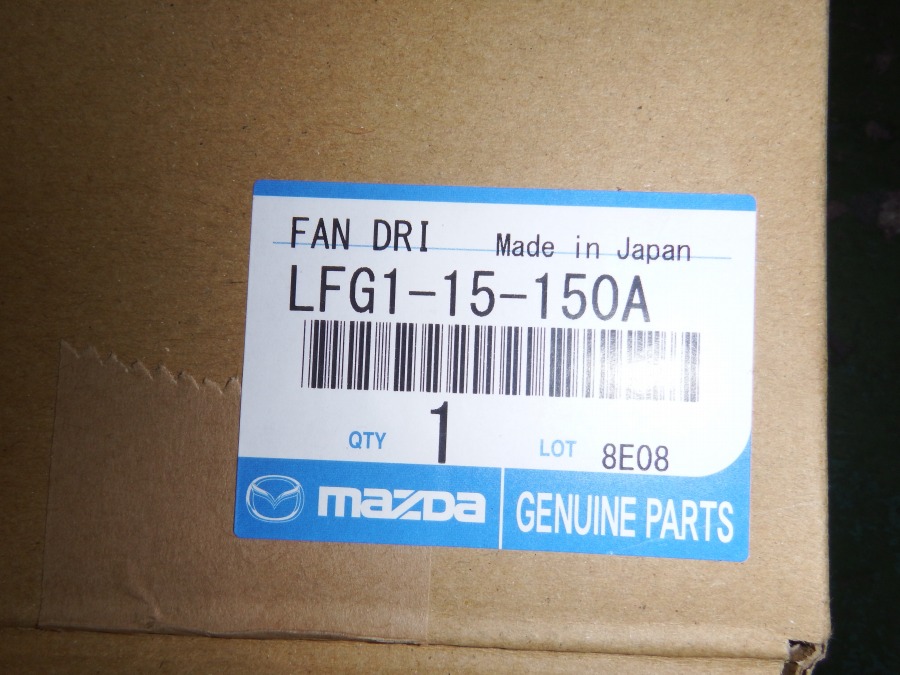 FAN DRI Made in Japan
LFG1-15-150A
QTY 1 LOT 8E08
mazDa GENUINE PARTS